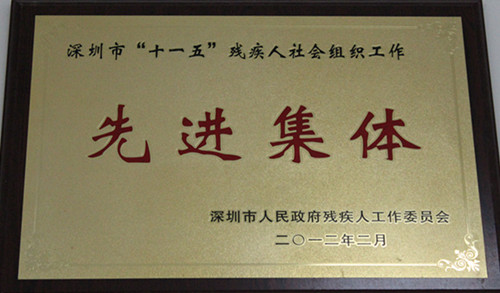 深圳市“十一五”残疾人社会组织工作
先进集体
深圳市人民政府残疾人工作委员会
二〇一二年二月